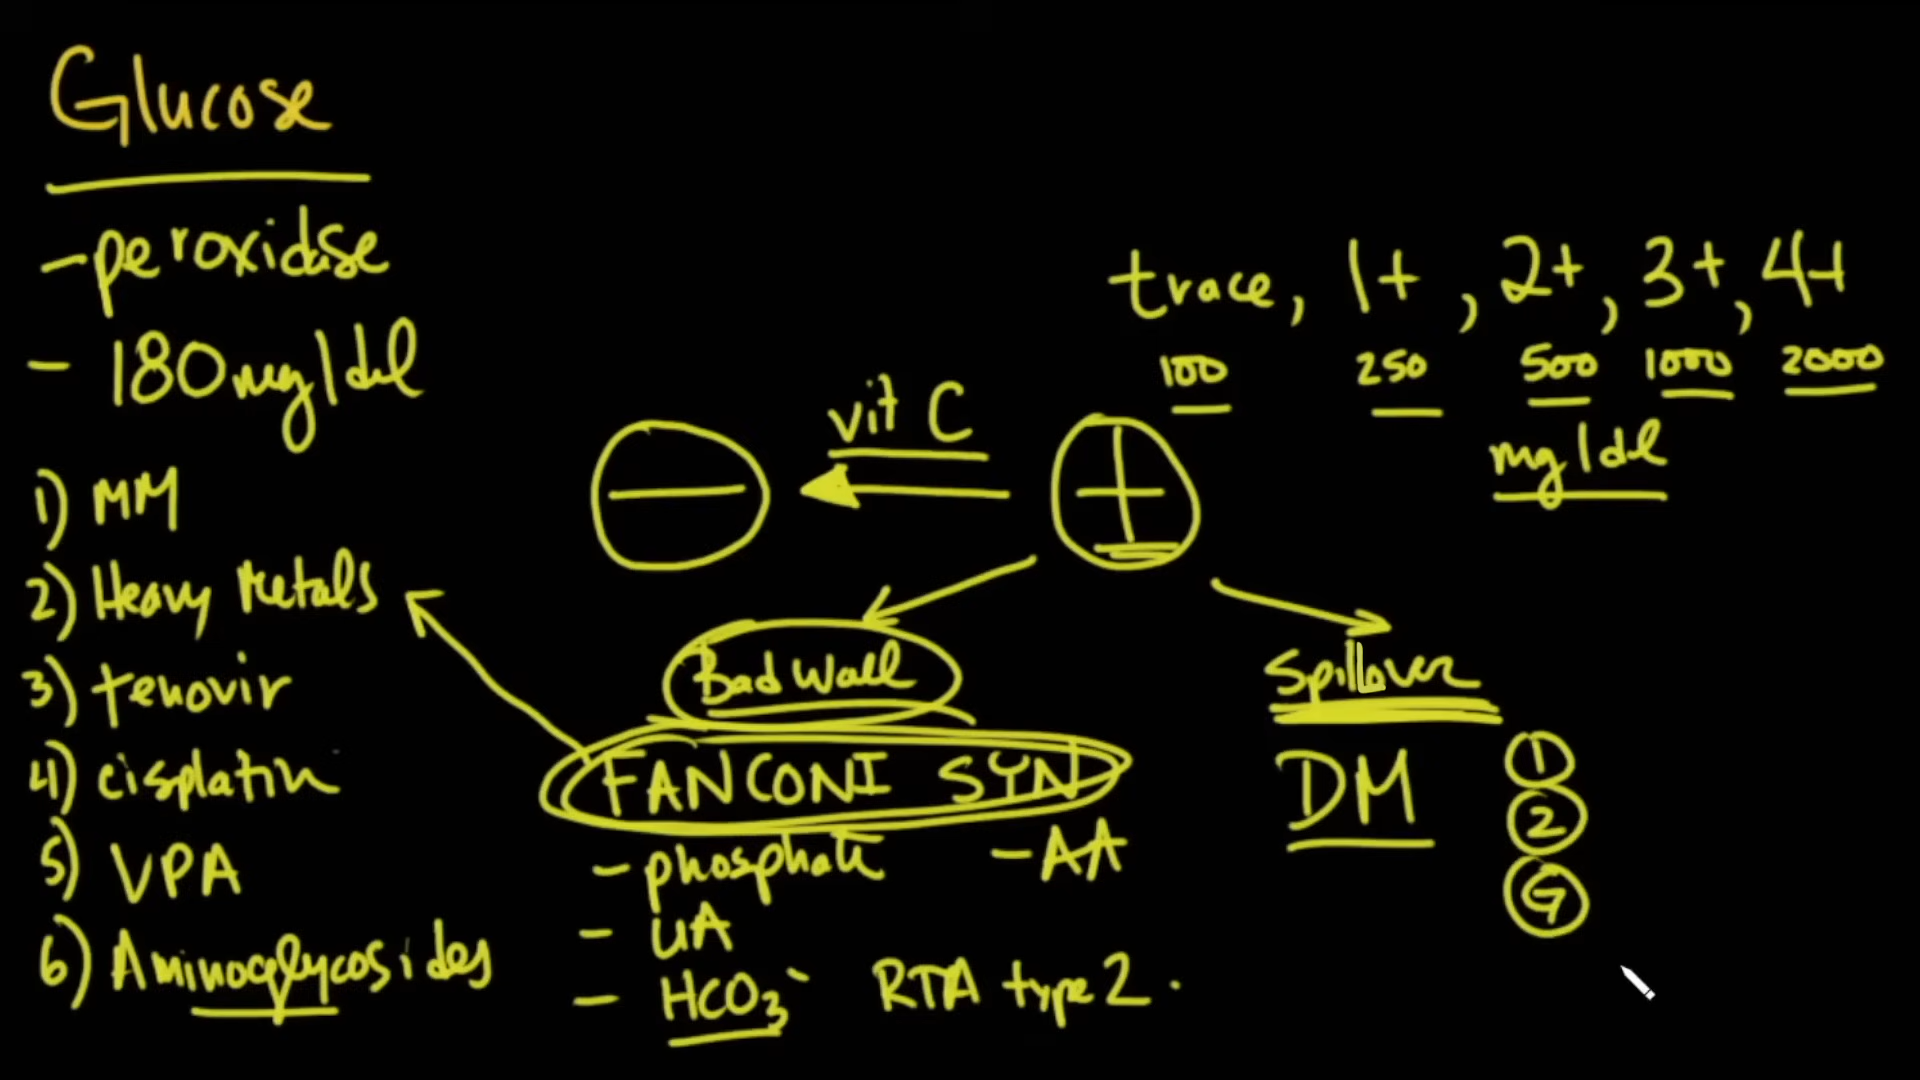 Glucose
- peroxidase
- 180mg/dl
1) MM
2) Heavy Metals
3) tenovir
4) cisplatin
5) VPA
6) Aminoglycosides
vit C
—
+
trace, 1+, 2+, 3+, 4+
100 250 500 1000 2000
mg/dl
Bad Wall
FANCONI SYN
- phosphate - AA
- UA
- HCO3- RTA type 2.
Spillover
DM
1
2
G